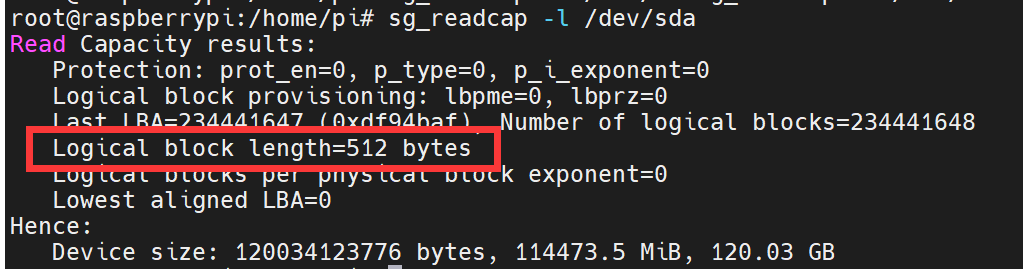 root@raspberrypi:/home/pi# sg_readcap -l /dev/sda
Read Capacity results:
Protection: prot_en=0, p_type=0, p_i_exponent=0
Logical block provisioning: lbpme=0, lbprz=0
Last LBA=234441647 (0xdf94baf), Number of logical blocks=234441648
Logical block length=512 bytes
Logical blocks per physical block exponent=0
Lowest aligned LBA=0
Hence:
Device size: 120034123776 bytes, 114473.5 MiB, 120.03 GB